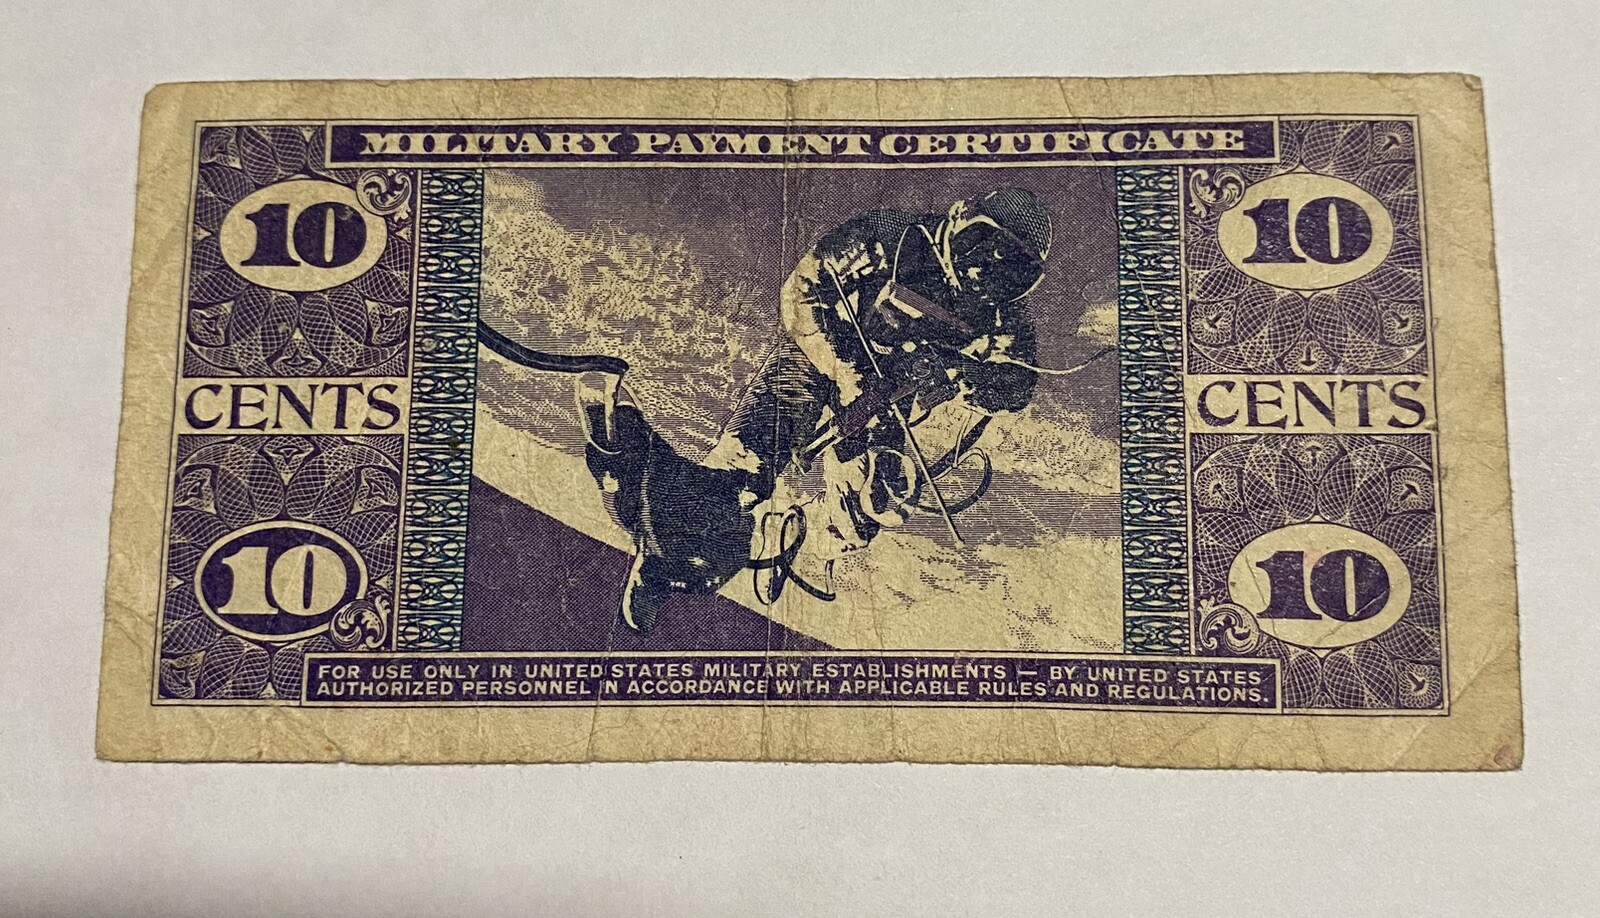 MILITARY PAYMENT CERTIFICATE
10
10
CENTS
CENTS
10
10
FOR USE ONLY IN UNITED STATES MILITARY ESTABLISHMENTS — BY UNITED STATES
AUTHORIZED PERSONNEL IN ACCORDANCE WITH APPLICABLE RULES AND REGULATIONS.